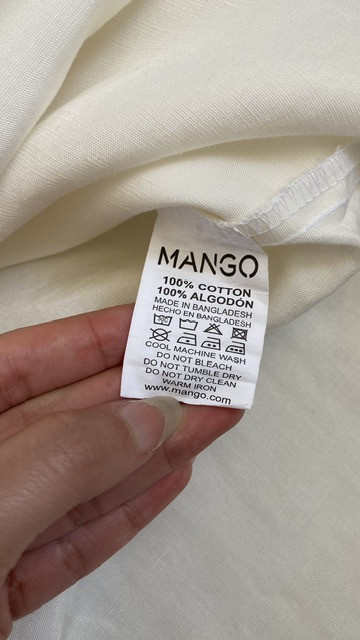 MANGO
100% COTTON
100% ALGODÓN
MADE IN BANGLADESH
HECHO EN BANGLADESH
COOL MACHINE WASH
DO NOT BLEACH
DO NOT TUMBLE DRY
DO NOT DRY CLEAN
WARM IRON
www.mango.com